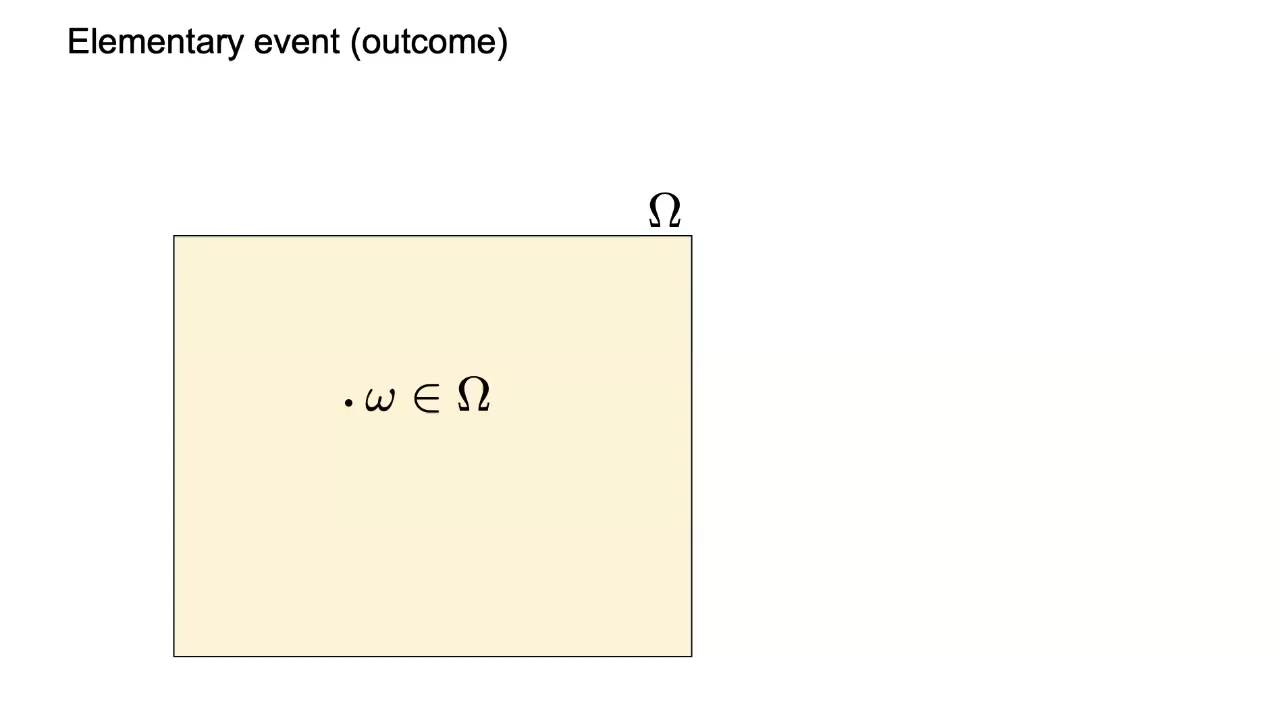 Elementary event (outcome)
Ω
ω ∈ Ω